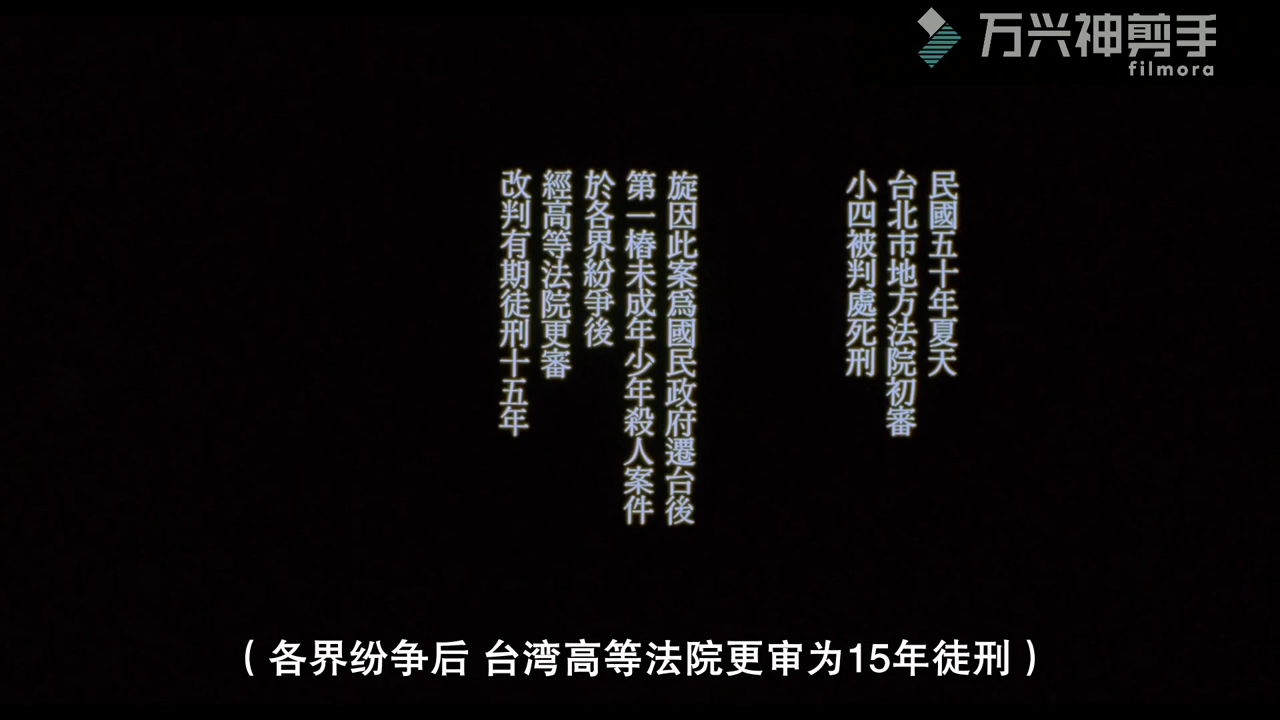 万兴神剪手
filmora
民國五十年夏天
台北市地方法院初審
小四被判處死刑
旋因此案爲國民政府遷台後
第一樁未成年少年殺人案件
於各界紛爭後
經高等法院更審
改判有期徒刑十五年
（各界纷争后 台湾高等法院更审为15年徒刑）